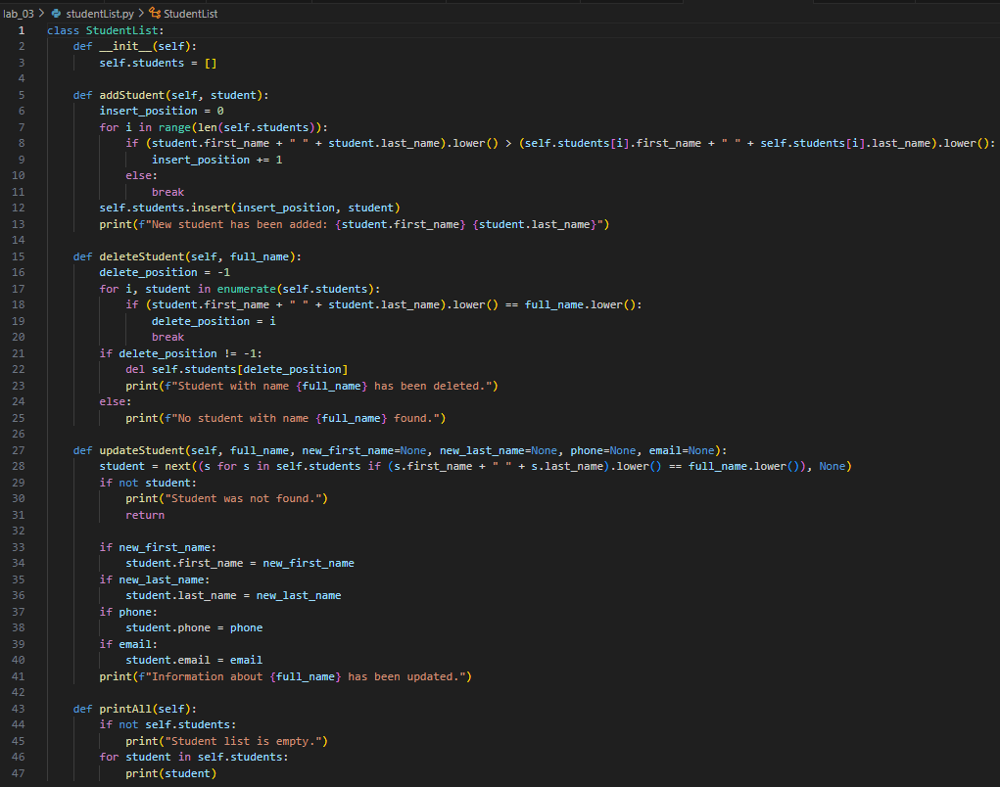 lab_03 > studentList.py > StudentList
1 class StudentList:
2     def __init__(self):
3         self.students = []
4
5     def addStudent(self, student):
6         insert_position = 0
7         for i in range(len(self.students)):
8             if (student.first_name + " " + student.last_name).lower() > (self.students[i].first_name + " " + self.students[i].last_name).lower():
9                 insert_position += 1
10             else:
11                 break
12         self.students.insert(insert_position, student)
13         print(f"New student has been added: {student.first_name} {student.last_name}")
14
15     def deleteStudent(self, full_name):
16         delete_position = -1
17         for i, student in enumerate(self.students):
18             if (student.first_name + " " + student.last_name).lower() == full_name.lower():
19                 delete_position = i
20                 break
21         if delete_position != -1:
22             del self.students[delete_position]
23             print(f"Student with name {full_name} has been deleted.")
24         else:
25             print(f"No student with name {full_name} found.")
26
27     def updateStudent(self, full_name, new_first_name=None, new_last_name=None, phone=None, email=None):
28         student = next((s for s in self.students if (s.first_name + " " + s.last_name).lower() == full_name.lower()), None)
29         if not student:
30             print("Student was not found.")
31             return
32
33         if new_first_name:
34             student.first_name = new_first_name
35         if new_last_name:
36             student.last_name = new_last_name
37         if phone:
38             student.phone = phone
39         if email:
40             student.email = email
41         print(f"Information about {full_name} has been updated.")
42
43     def printAll(self):
44         if not self.students:
45             print("Student list is empty.")
46         for student in self.students:
47             print(student)